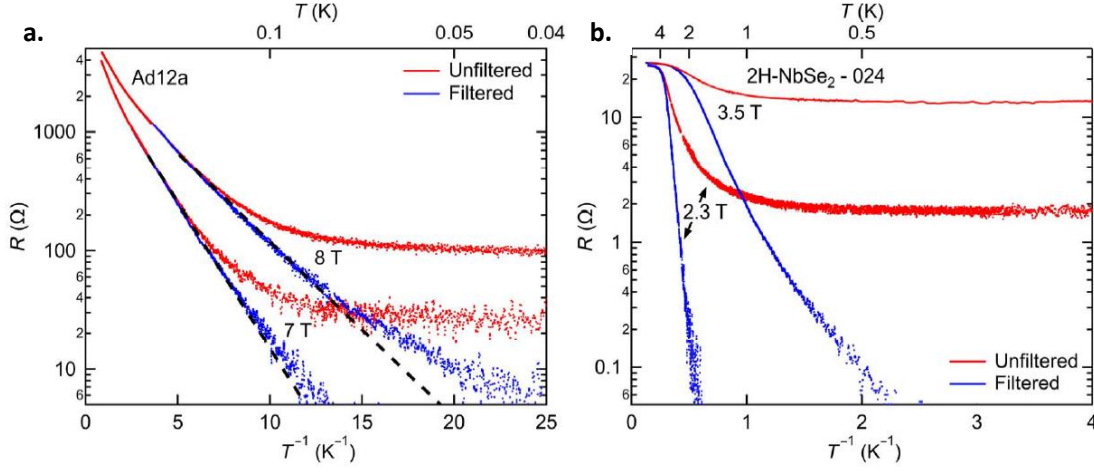 a.
T (K)
0.1 0.05 0.04
Ad12a
Unfiltered
Filtered
R (Ω)
4
2
1000
6
4
2
100
6
4
2
10
6
8 T
7 T
0 5 10 15 20 25
T⁻¹ (K⁻¹)
b.
T (K)
4 2 1 0.5
2H-NbSe₂ - 024
3.5 T
2.3 T
R (Ω)
2
10
6
4
2
1
6
4
2
0.1
6
Unfiltered
Filtered
0 1 2 3 4
T⁻¹ (K⁻¹)